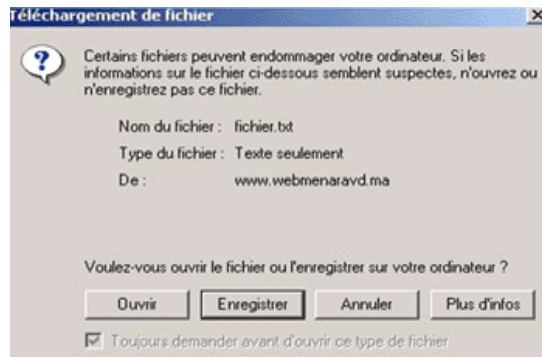 Téléchargement de fichier
Certains fichiers peuvent endommager votre ordinateur. Si les
informations sur le fichier ci-dessous semblent suspectes, n'ouvrez ou
n'enregistrez pas ce fichier.
Nom du fichier : fichier.txt
Type du fichier : Texte seulement
De : www.webmenaravd.ma
Voulez-vous ouvrir le fichier ou l'enregistrer sur votre ordinateur ?
Ouvrir Enregistrer Annuler Plus d'infos
Toujours demander avant d'ouvrir ce type de fichier